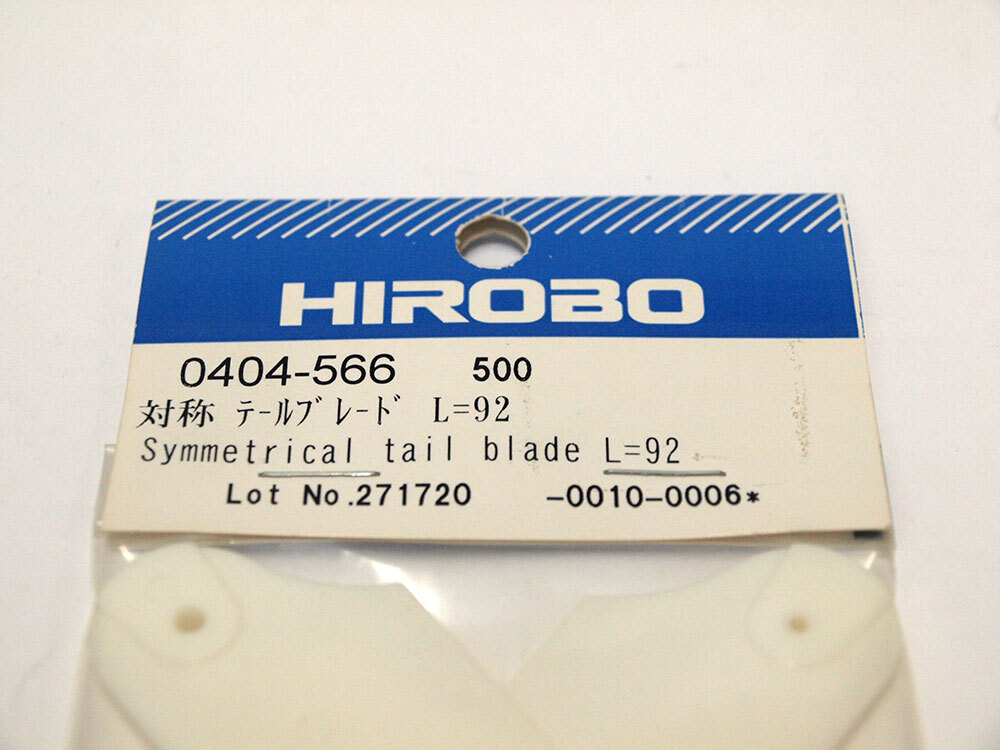 HIROBO
0404-566 500
対称 ﾃｰﾙﾌﾞﾚｰﾄﾞ L=92
Symmetrical tail blade L=92
Lot No.271720 -0010-0006*